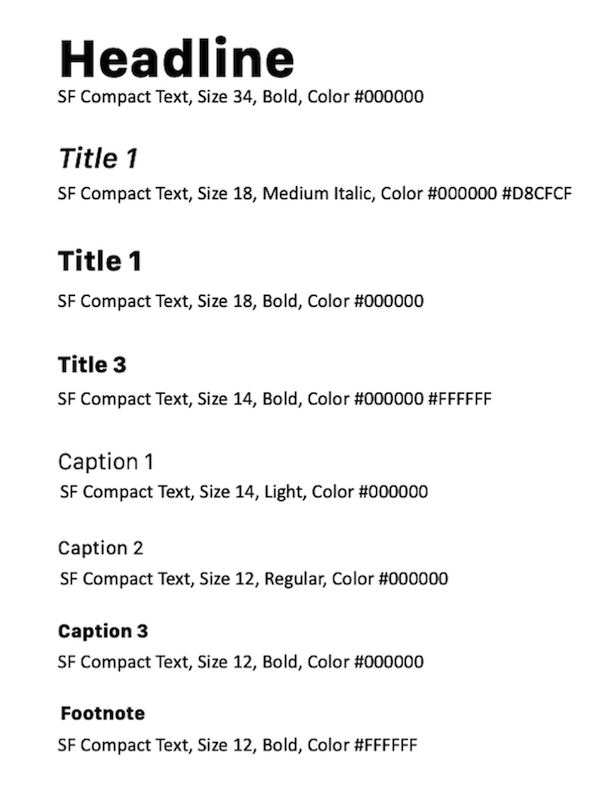 Headline
SF Compact Text, Size 34, Bold, Color #000000
Title 1
SF Compact Text, Size 18, Medium Italic, Color #000000 #D8CFCF
Title 1
SF Compact Text, Size 18, Bold, Color #000000
Title 3
SF Compact Text, Size 14, Bold, Color #000000 #FFFFFF
Caption 1
SF Compact Text, Size 14, Light, Color #000000
Caption 2
SF Compact Text, Size 12, Regular, Color #000000
Caption 3
SF Compact Text, Size 12, Bold, Color #000000
Footnote
SF Compact Text, Size 12, Bold, Color #FFFFFF